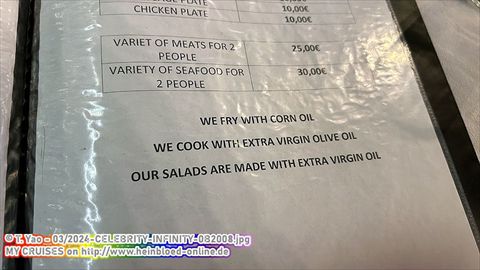 PLATE
CHICKEN PLATE 10,00€
10,00€
VARIET OF MEATS FOR 2 25,00€
PEOPLE
VARIETY OF SEAFOOD FOR 30,00€
2 PEOPLE
WE FRY WITH CORN OIL
WE COOK WITH EXTRA VIRGIN OLIVE OIL
OUR SALADS ARE MADE WITH EXTRA VIRGIN OIL
© T. Yao - 03/2024-CELEBRITY-INFINITY-082008.jpg
MY CRUISES on http://www.heinbloed-online.de